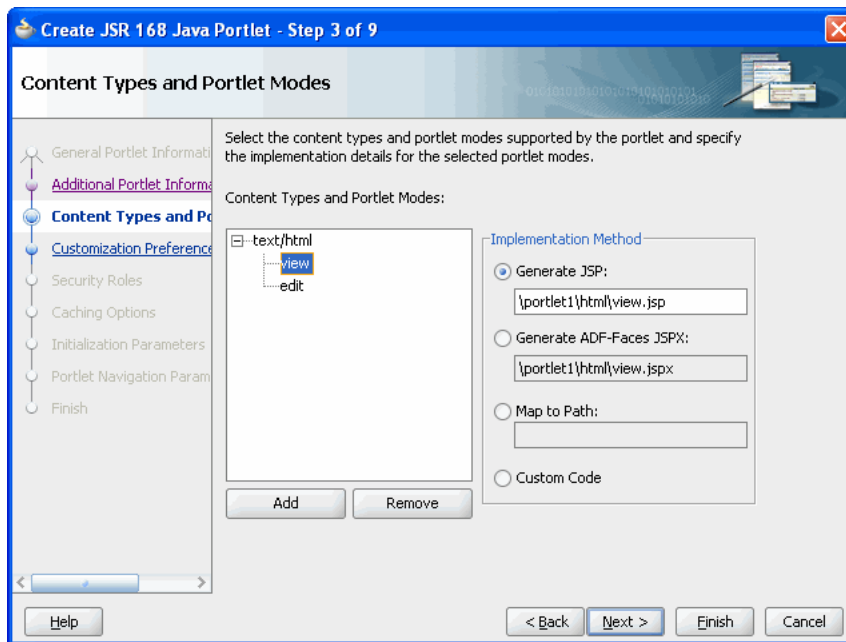 Create JSR 168 Java Portlet - Step 3 of 9
Content Types and Portlet Modes
010101010101010101010101
01010101010
General Portlet Informati
Additional Portlet Informa
Content Types and Po
Customization Preference
Security Roles
Caching Options
Initialization Parameters
Portlet Navigation Param
Finish
Select the content types and portlet modes supported by the portlet and specify
the implementation details for the selected portlet modes.
Content Types and Portlet Modes:
text/html
view
edit
Add
Remove
Implementation Method
Generate JSP:
\portlet1\html\view.jsp
Generate ADF-Faces JSPX:
\portlet1\html\view.jspx
Map to Path:
Custom Code
Help
< Back
Next >
Finish
Cancel